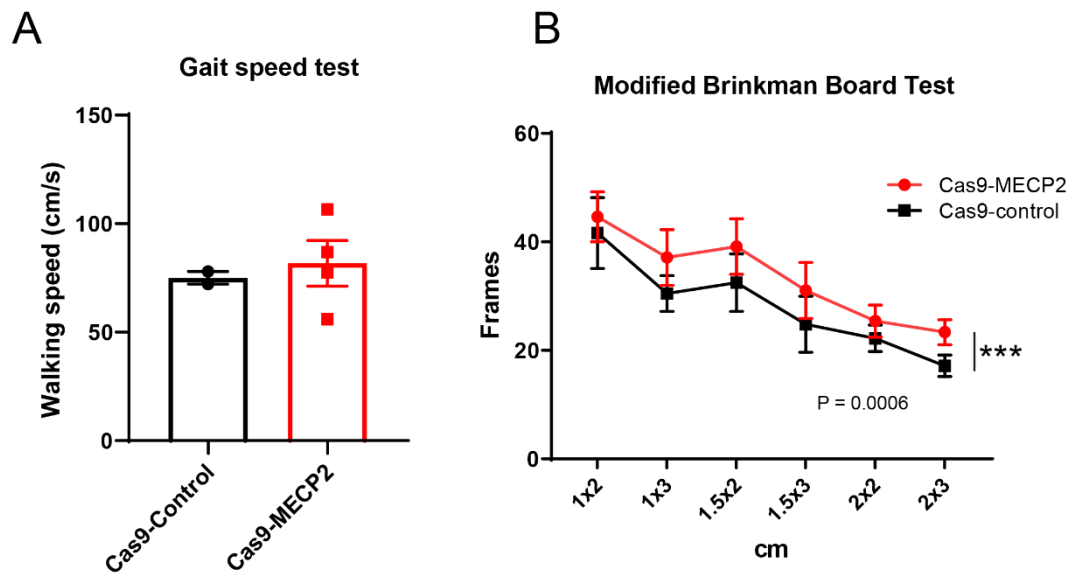 A
Gait speed test
Walking speed (cm/s)
150
100
50
0
Cas9-Control
Cas9-MECP2
B
Modified Brinkman Board Test
Frames
60
40
20
0
Cas9-MECP2
Cas9-control
***
P = 0.0006
1x2
1x3
1.5x2
1.5x3
2x2
2x3
cm